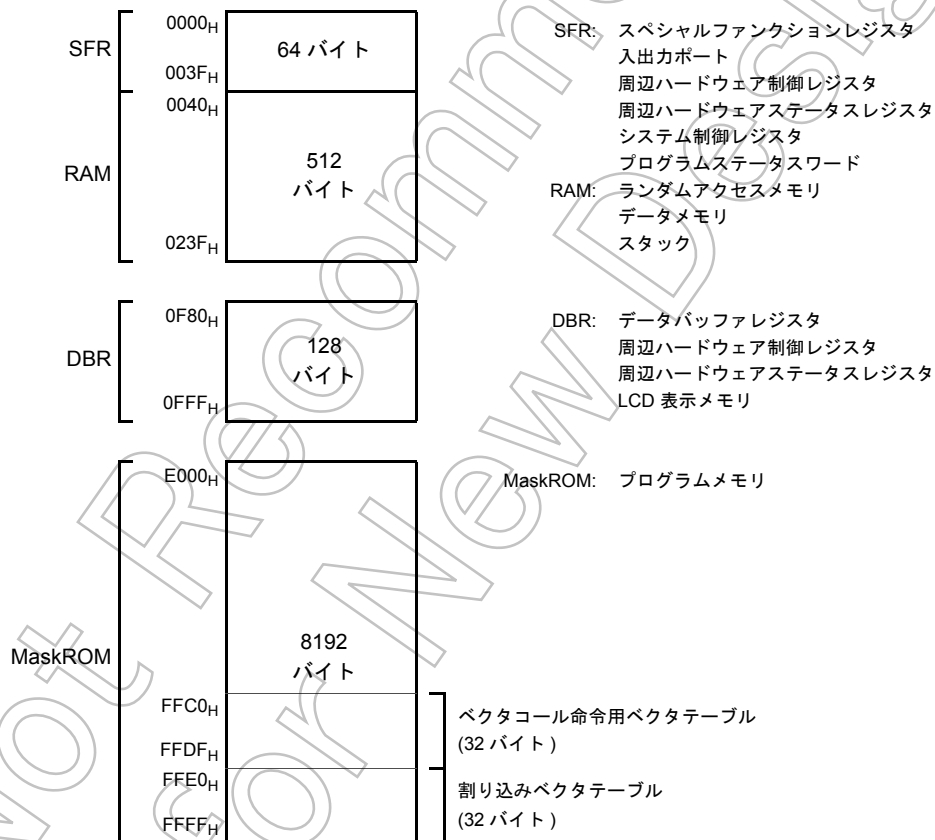 SFR
0000H
003FH
64 バイト
RAM
0040H
023FH
512
バイト
SFR: スペシャルファンクションレジスタ
入出力ポート
周辺ハードウェア制御レジスタ
周辺ハードウェアステータスレジスタ
システム制御レジスタ
プログラムステータスワード
RAM: ランダムアクセスメモリ
データメモリ
スタック
DBR
0F80H
0FFFH
128
バイト
DBR: データバッファレジスタ
周辺ハードウェア制御レジスタ
周辺ハードウェアステータスレジスタ
LCD 表示メモリ
MaskROM
E000H
8192
バイト
MaskROM: プログラムメモリ
FFC0H
FFDFH
ベクタコール命令用ベクタテーブル
(32 バイト )
FFE0H
FFFFH
割り込みベクタテーブル
(32 バイト )
Not Recomme
for New Desig